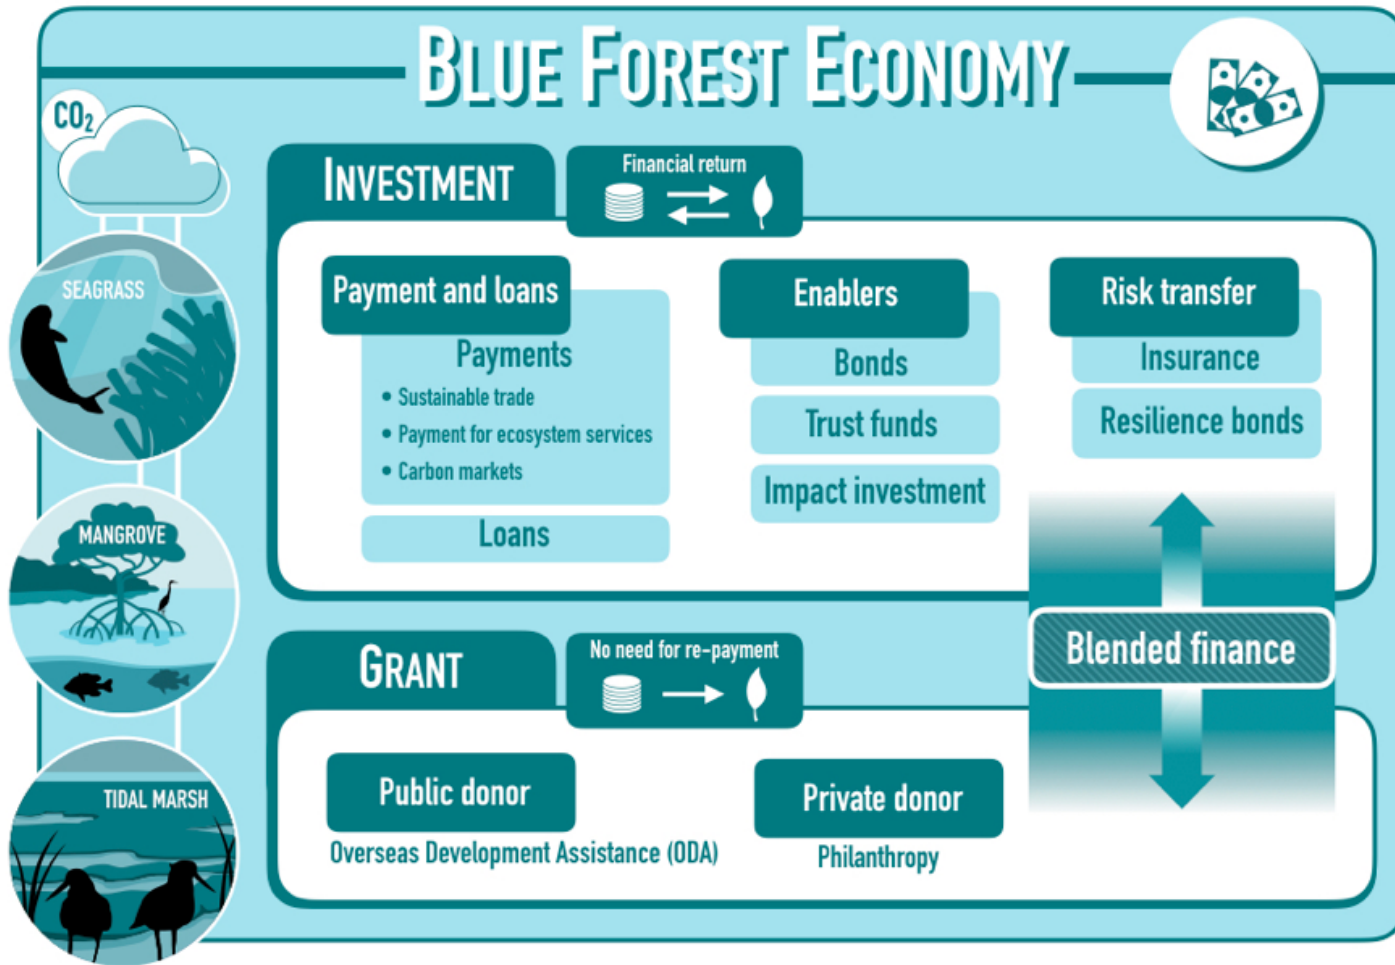 BLUE FOREST ECONOMY
CO₂
INVESTMENT
Financial return
SEAGRASS
Payment and loans
Payments
• Sustainable trade
• Payment for ecosystem services
• Carbon markets
Loans
Enablers
Bonds
Trust funds
Impact investment
Risk transfer
Insurance
Resilience bonds
MANGROVE
Blended finance
GRANT
No need for re-payment
TIDAL MARSH
Public donor
Overseas Development Assistance (ODA)
Private donor
Philanthropy